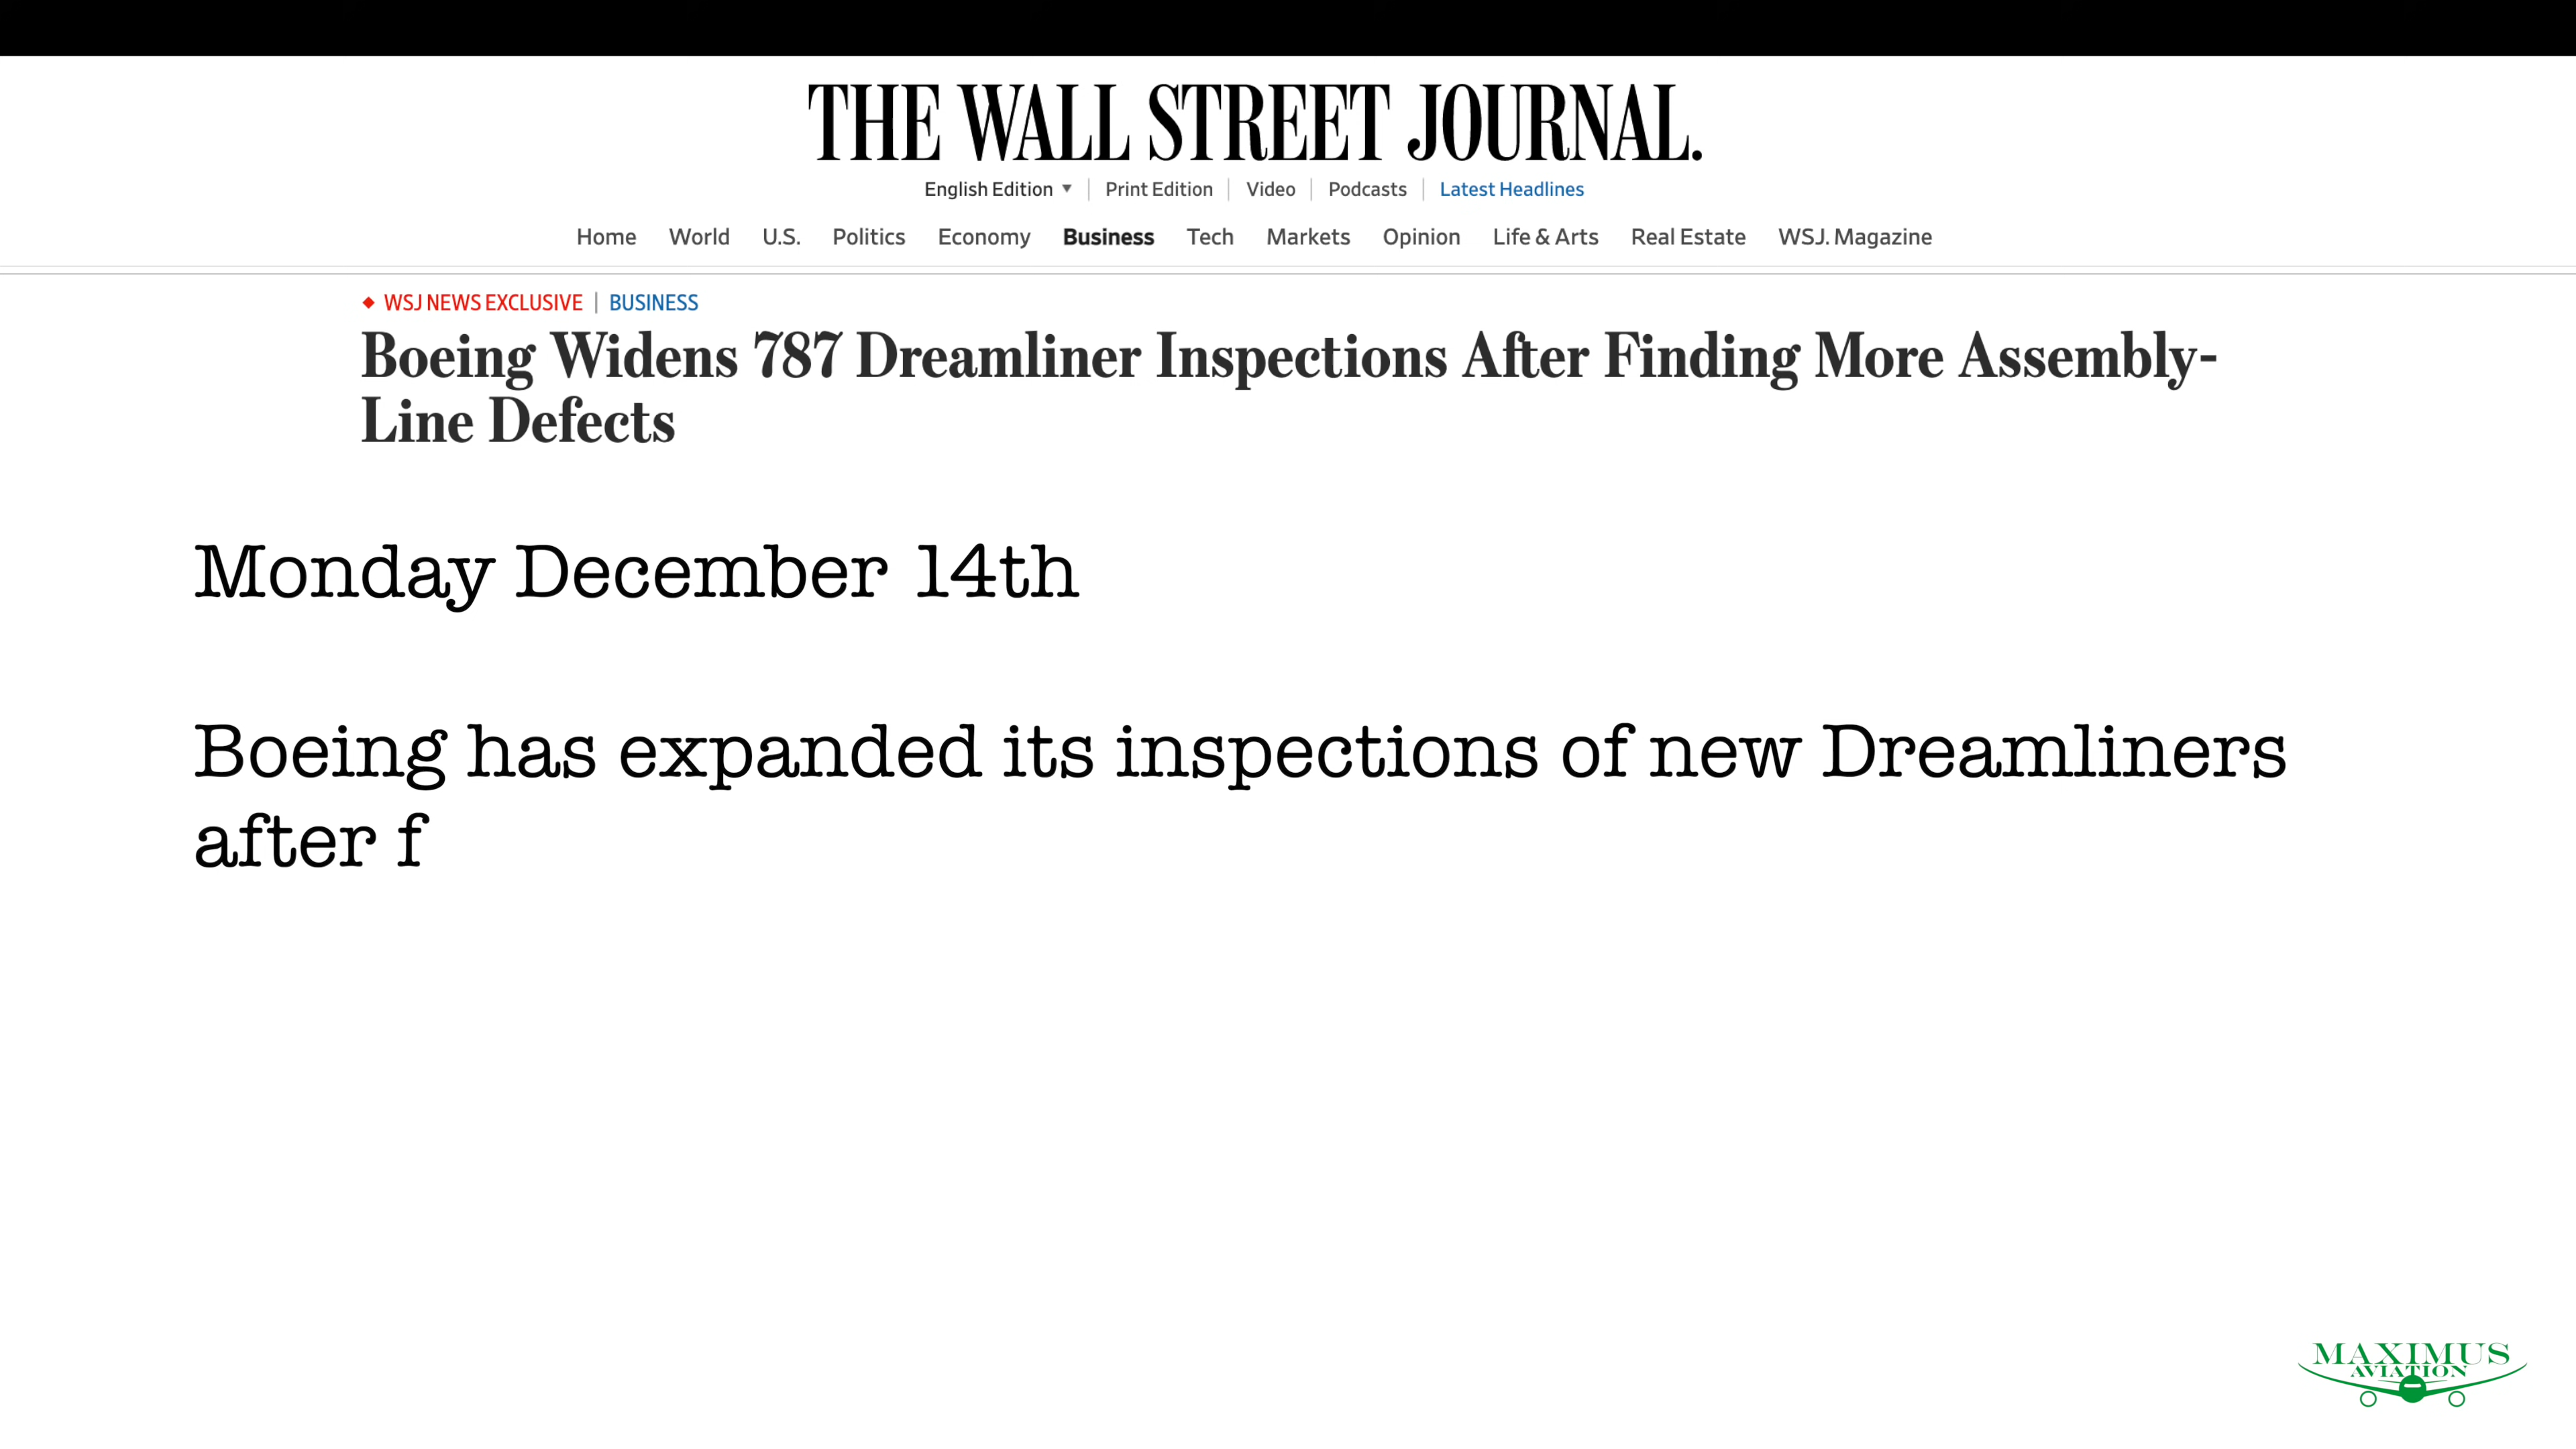 THE WALL STREET JOURNAL.
English Edition ▼ | Print Edition | Video | Podcasts | Latest Headlines
Home World U.S. Politics Economy Business Tech Markets Opinion Life & Arts Real Estate WSJ. Magazine
◆ WSJ NEWS EXCLUSIVE | BUSINESS
Boeing Widens 787 Dreamliner Inspections After Finding More Assembly-
Line Defects
Monday December 14th
Boeing has expanded its inspections of new Dreamliners
after f
MAXIMUS
AVIATION